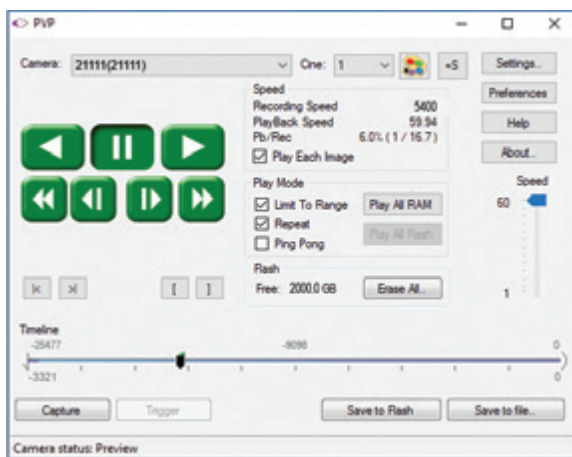 PVP
Camera: 21111(21111) Cine: 1 +S Settings..
Preferences
Help
About...
Speed
Recording Speed 5400
PlayBack Speed 59.94
Pb/Rec 6.0% ( 1 / 16.7)
Play Each Image
Play Mode
Limit To Range Play All RAM
Repeat
Play All Flash
Ping Pong
Speed
60
1
Flash
Free: 2000.0 GB Erase All..
[ ]
Timeline
-25477 -9098 0
-3321 0
Capture Trigger Save to Flash Save to file...
Camera status: Preview